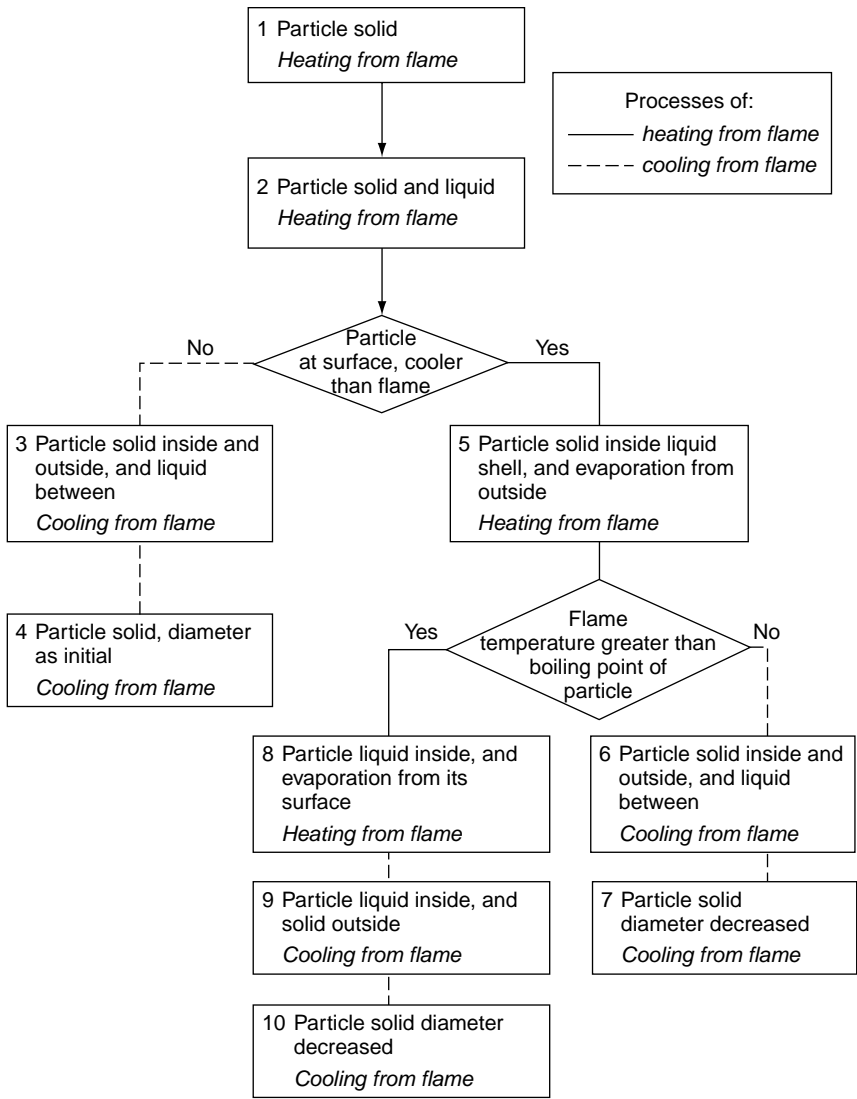 1 Particle solid
Heating from flame
Processes of:
heating from flame
cooling from flame
2 Particle solid and liquid
Heating from flame
Particle
at surface, cooler
than flame
No
Yes
3 Particle solid inside and
outside, and liquid
between
Cooling from flame
5 Particle solid inside liquid
shell, and evaporation from
outside
Heating from flame
4 Particle solid, diameter
as initial
Cooling from flame
Flame
temperature greater than
boiling point of
particle
Yes
No
8 Particle liquid inside, and
evaporation from its
surface
Heating from flame
6 Particle solid inside and
outside, and liquid
between
Cooling from flame
9 Particle liquid inside, and
solid outside
Cooling from flame
7 Particle solid
diameter decreased
Cooling from flame
10 Particle solid diameter
decreased
Cooling from flame